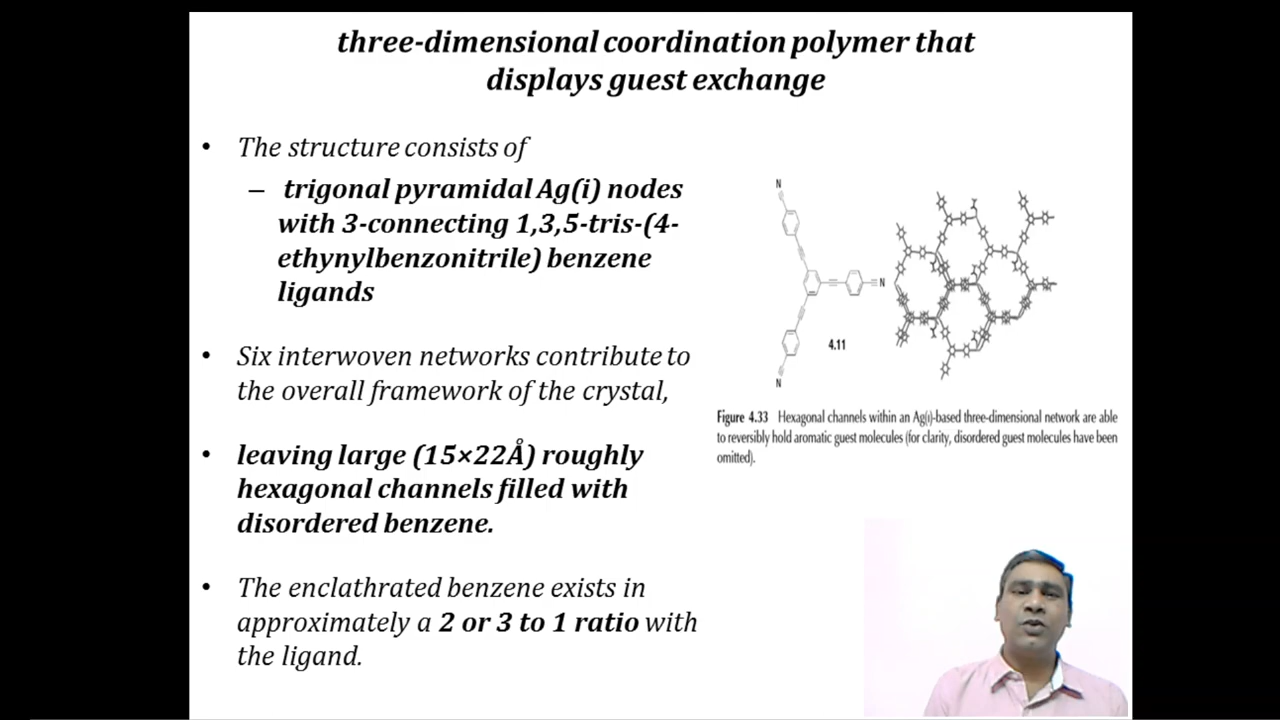 three-dimensional coordination polymer that
displays guest exchange
• The structure consists of
– trigonal pyramidal Ag(i) nodes
with 3-connecting 1,3,5-tris-(4-
ethynylbenzonitrile) benzene
ligands
• Six interwoven networks contribute to
the overall framework of the crystal,
• leaving large (15×22Å) roughly
hexagonal channels filled with
disordered benzene.
• The enclathrated benzene exists in
approximately a 2 or 3 to 1 ratio with
the ligand.
N
N
4.11
N
Figure 4.33 Hexagonal channels within an Ag(I)-based three-dimensional network are able
to reversibly hold aromatic guest molecules (for clarity, disordered guest molecules have been
omitted).